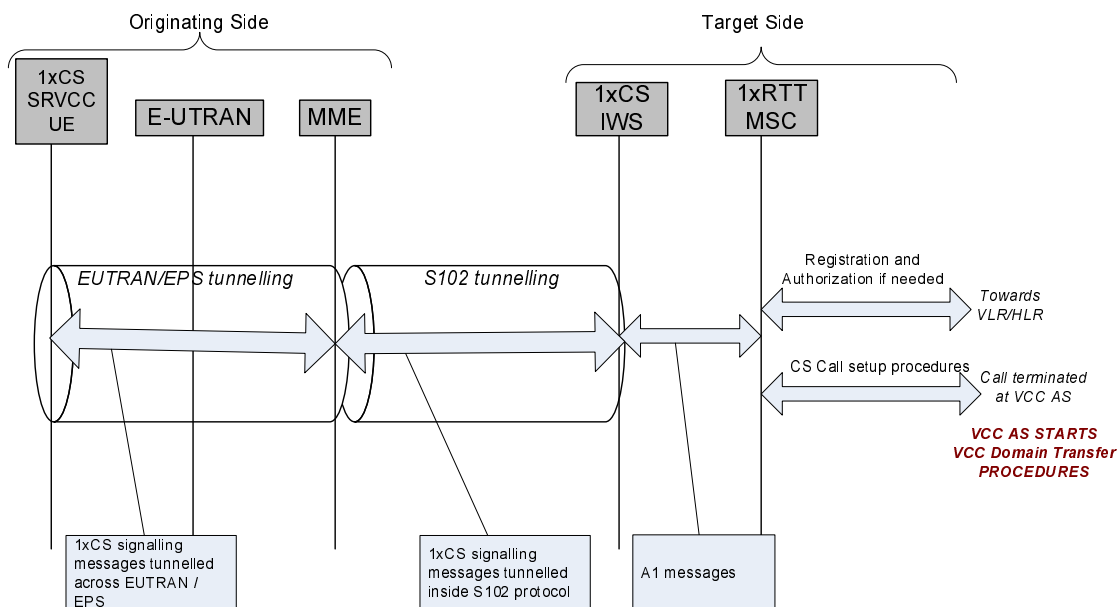 Originating Side
Target Side
1xCS
SRVCC
UE
E-UTRAN
MME
1xCS
IWS
1xRTT
MSC
EUTRAN/EPS tunnelling
S102 tunnelling
Registration and
Authorization if needed
Towards
VLR/HLR
CS Call setup procedures
Call terminated
at VCC AS
VCC AS STARTS
VCC Domain Transfer
PROCEDURES
1xCS signalling
messages tunnelled
across EUTRAN /
EPS
1xCS signalling
messages tunnelled
inside S102 protocol
A1 messages